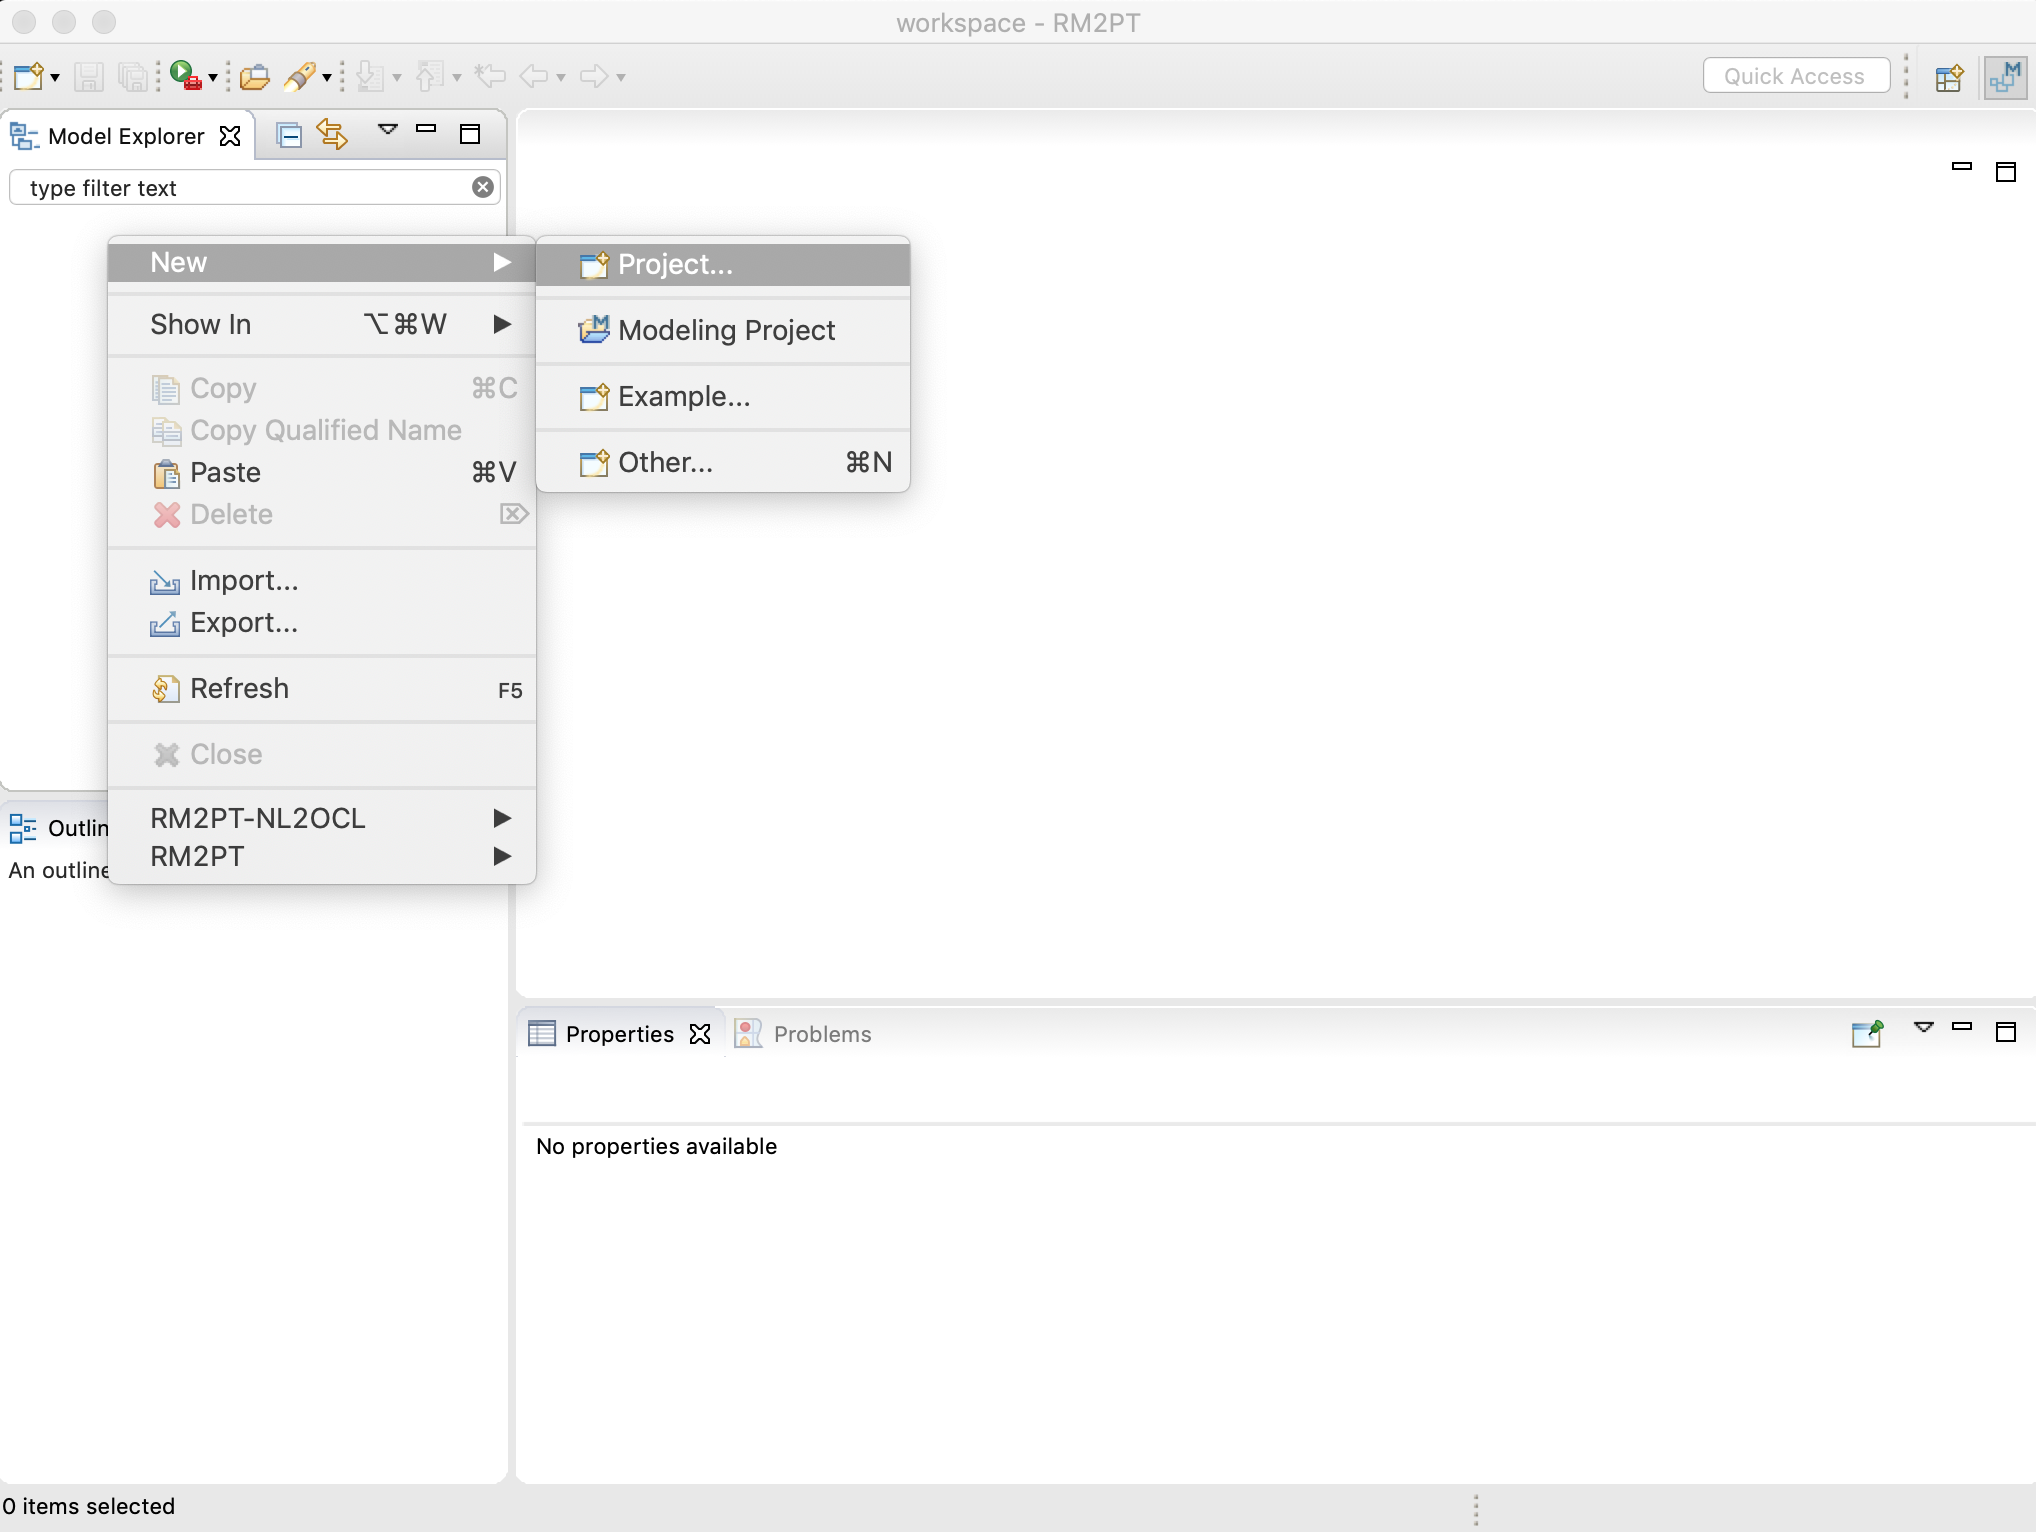 workspace - RM2PT
Quick Access
Model Explorer
type filter text
New
Show In ⌥⌘W
Copy ⌘C
Copy Qualified Name
Paste ⌘V
Delete ⌦
Import...
Export...
Refresh F5
Close
RM2PT-NL2OCL
RM2PT
Project...
Modeling Project
Example...
Other... ⌘N
Outlin
An outline
Properties
Problems
No properties available
0 items selected